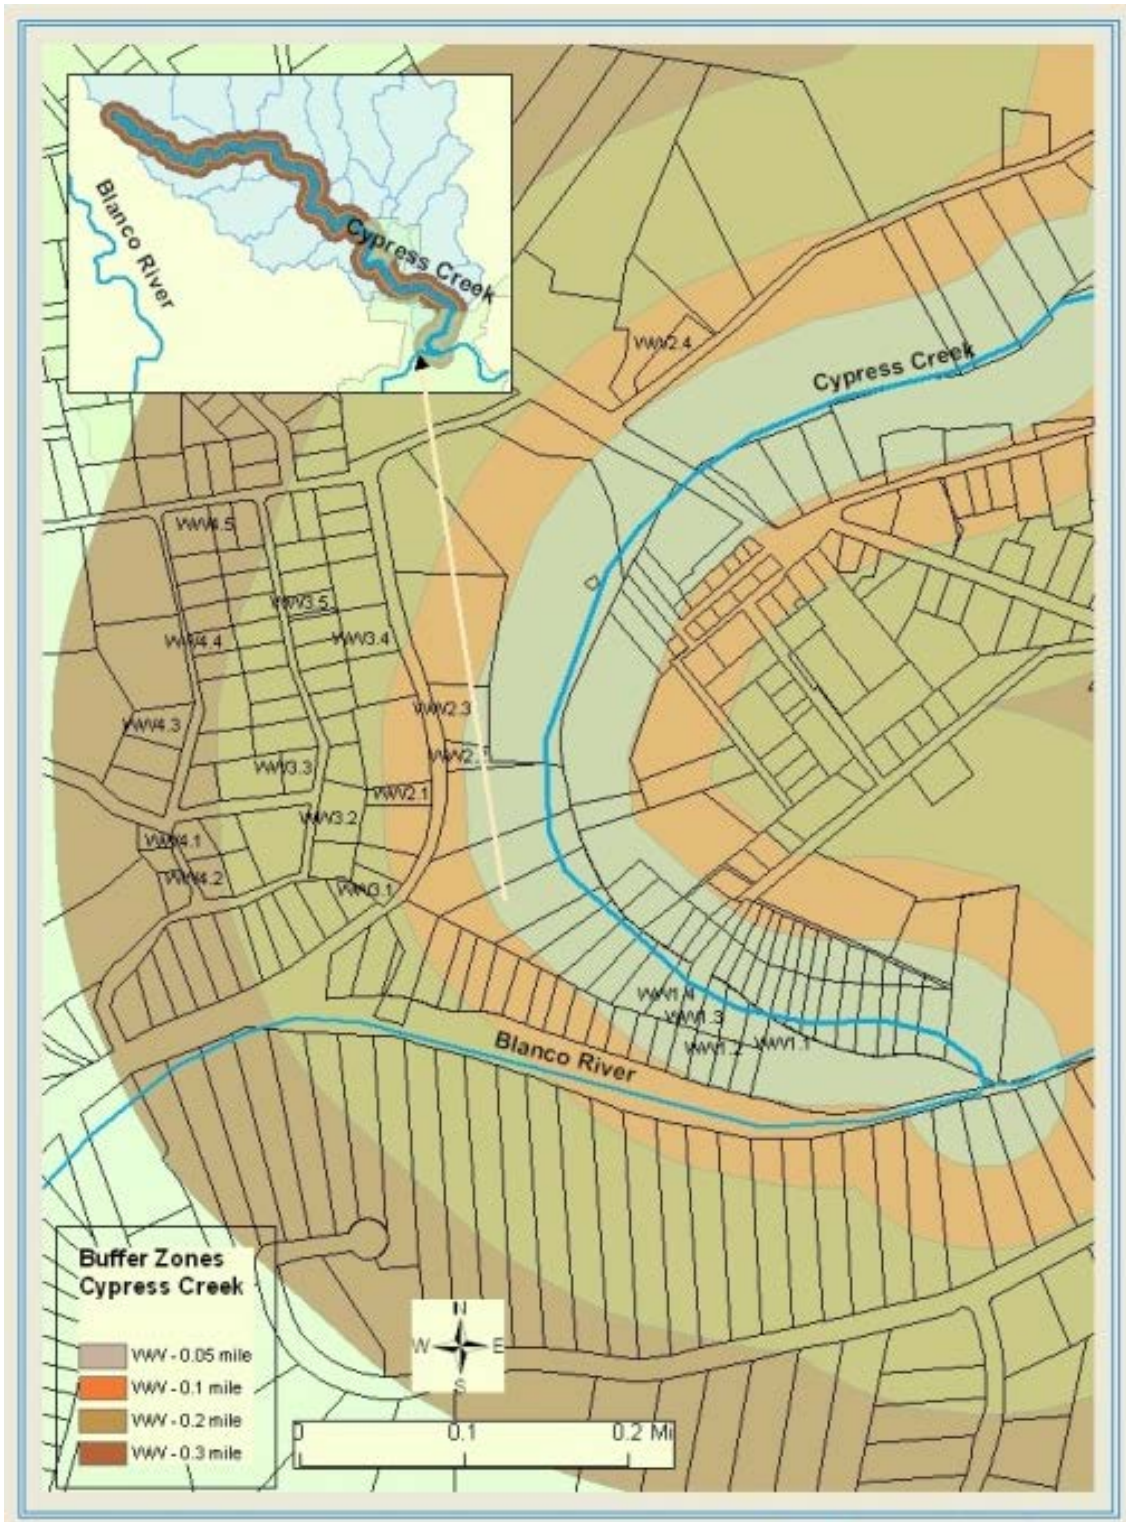 Blanco River
Cypress Creek
VWV2.4
Cypress Creek
VWV4.5
VWV3.5
VWV4.4
VWV3.4
VWV2.3
VWV4.3
VWV3.3
VWV2.1
VWV3.2
VWV4.1
VWV4.2
VWV3.1
VWV1.4
VWV1.3
VWV1.2
VWV1.1
Blanco River
Buffer Zones
Cypress Creek
VWV - 0.05 mile
VWV - 0.1 mile
VWV - 0.2 mile
VWV - 0.3 mile
N
W
E
S
0
0.1
0.2 Mi